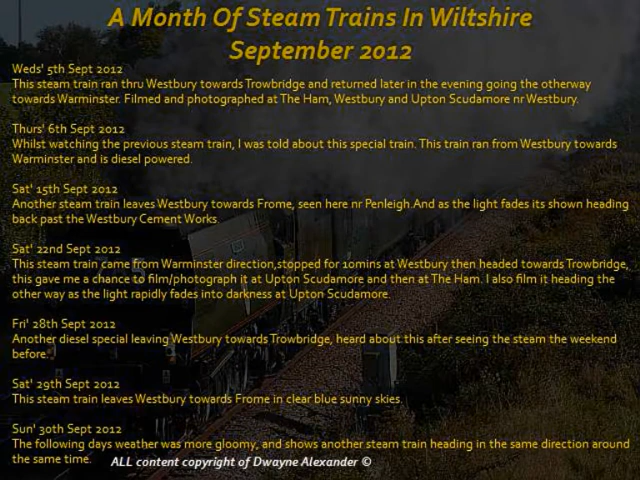 A Month Of Steam Trains In Wiltshire
September 2012
Weds' 5th Sept 2012
This steam train ran thru Westbury towards Trowbridge and returned later in the evening going the otherway
towards Warminster. Filmed and photographed at The Ham, Westbury and Upton Scudamore nr Westbury.
Thurs' 6th Sept 2012
Whilst watching the previous steam train, I was told about this special train. This train ran from Westbury towards
Warminster and is diesel powered.
Sat' 15th Sept 2012
Another steam train leaves Westbury towards Frome, seen here nr Penleigh.And as the light fades its shown heading
back past the Westbury Cement Works.
Sat' 22nd Sept 2012
This steam train came from Warminster direction,stopped for 10mins at Westbury then headed towards Trowbridge,
this gave me a chance to film/photograph it at Upton Scudamore and then at The Ham. I also film it heading the
other way as the light rapidly fades into darkness at Upton Scudamore.
Fri' 28th Sept 2012
Another diesel special leaving Westbury towards Trowbridge, heard about this after seeing the steam the weekend
before.
Sat' 29th Sept 2012
This steam train leaves Westbury towards Frome in clear blue sunny skies.
Sun' 30th Sept 2012
The following days weather was more gloomy, and shows another steam train heading in the same direction around
the same time. ALL content copyright of Dwayne Alexander ©